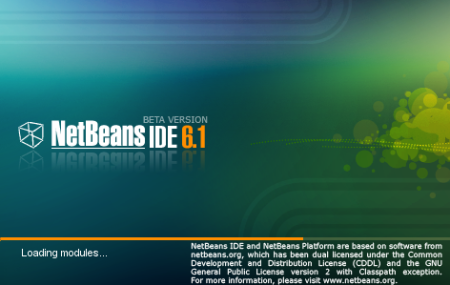 BETA VERSION
NetBeans IDE 6.1
Loading modules...
NetBeans IDE and NetBeans Platform are based on software from
netbeans.org, which has been dual licensed under the Common
Development and Distribution License (CDDL) and the GNU
General Public License version 2 with Classpath exception.
For more information, please visit www.netbeans.org.